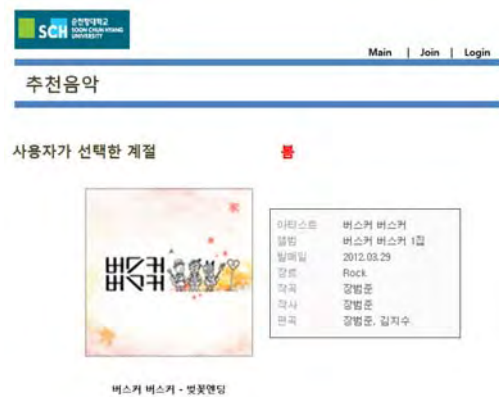 SCH 순천향대학교
SOON CHUN HYANG
UNIVERSITY
Main | Join | Login
추천음악
사용자가 선택한 계절 봄
버스커
버스커
아티스트 버스커 버스커
앨범 버스커 버스커 1집
발매일 2012.03.29
장르 Rock
작곡 장범준
작사 장범준
편곡 장범준, 김지수
버스커 버스커 - 벚꽃엔딩